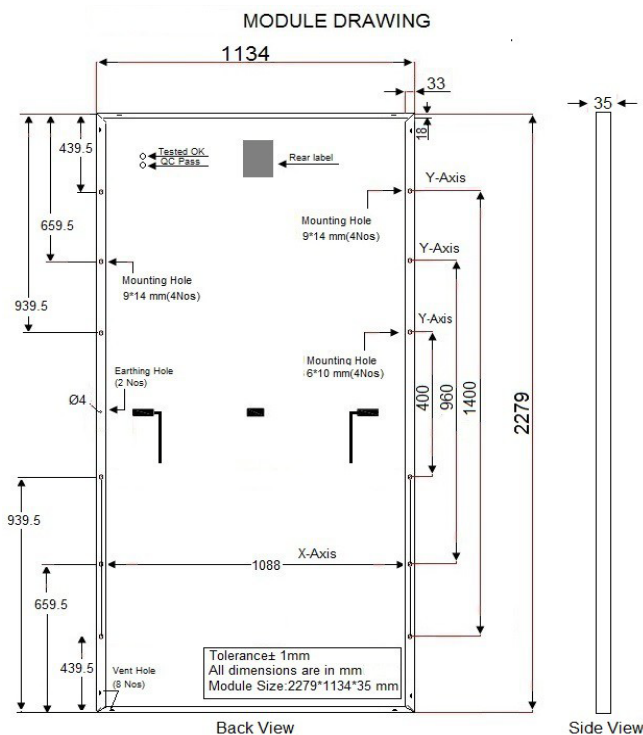 MODULE DRAWING
1134
33
35
18
439.5
Tested OK
QC Pass
Rear label
Y-Axis
659.5
Mounting Hole
9*14 mm(4Nos)
Y-Axis
Mounting Hole
9*14 mm(4Nos)
939.5
Y-Axis
Mounting Hole
6*10 mm(4Nos)
Earthing Hole
(2 Nos)
Ø4
400
960
1400
2279
939.5
X-Axis
1088
659.5
439.5
Vent Hole
(8 Nos)
Tolerance± 1mm
All dimensions are in mm
Module Size:2279*1134*35 mm
Back View
Side View